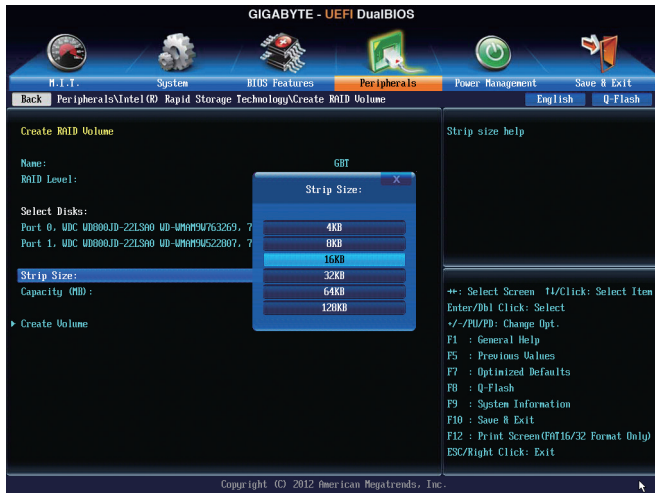 GIGABYTE - UEFI DualBIOS
M.I.T.
System
BIOS Features
Peripherals
Power Management
Save & Exit
Back Peripherals\Intel(R) Rapid Storage Technology\Create RAID Volume
English
Q-Flash
Create RAID Volume
Name: GBT
RAID Level:
Select Disks:
Port 0, WDC WD800JD-22LSA0 WD-WMAM9W763269, 7
Port 1, WDC WD800JD-22LSA0 WD-WMAM9U522807, 7
Strip Size:
Capacity (MB):
Create Volume
Strip Size:
X
4KB
8KB
16KB
32KB
64KB
128KB
Strip size help
→←: Select Screen ↑↓/Click: Select Item
Enter/Dbl Click: Select
+/-/PU/PD: Change Opt.
F1 : General Help
F5 : Previous Values
F7 : Optimized Defaults
F8 : Q-Flash
F9 : System Information
F10 : Save & Exit
F12 : Print Screen(FAT16/32 Format Only)
ESC/Right Click: Exit
Copyright (C) 2012 American Megatrends, Inc.